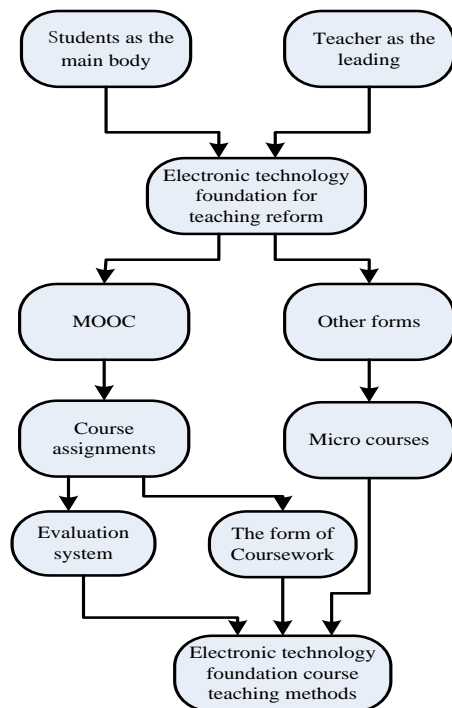 Students as the
main body
Teacher as the
leading
Electronic technology
foundation for
teaching reform
MOOC
Other forms
Course
assignments
Micro courses
Evaluation
system
The form of
Coursework
Electronic technology
foundation course
teaching methods